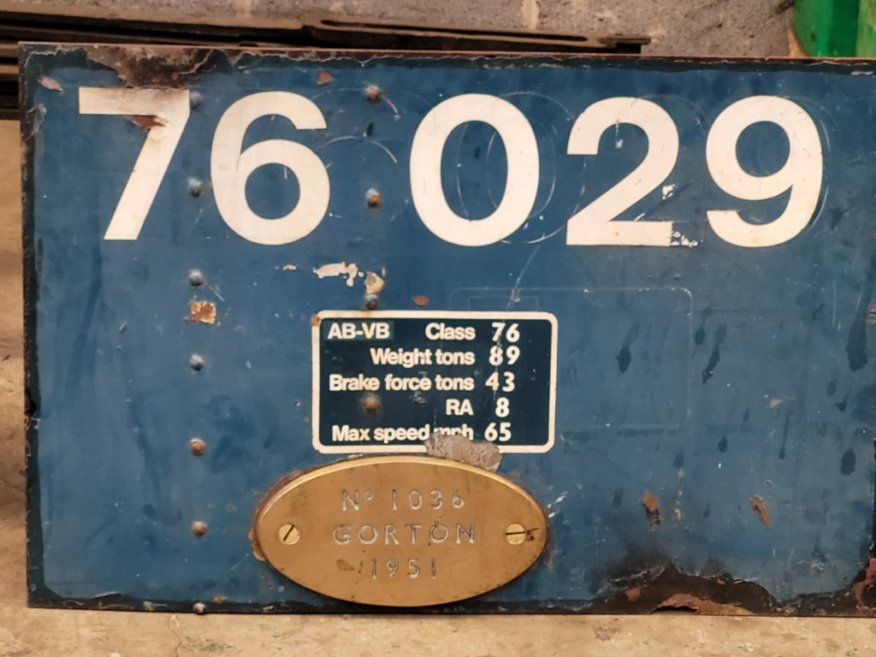 76 029
AB-VB Class 76
Weight tons 89
Brake force tons 43
RA 8
Max speed mph 65
Nº 1036
GORTON
1951